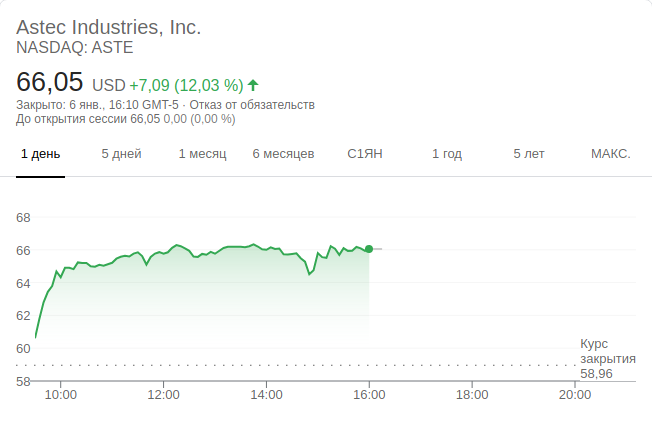 Astec Industries, Inc.
NASDAQ: ASTE
66,05 USD +7,09 (12,03 %)
Закрыто: 6 янв., 16:10 GMT-5 · Отказ от обязательств
До открытия сессии 66,05 0,00 (0,00 %)
1 день 5 дней 1 месяц 6 месяцев С1ЯН 1 год 5 лет МАКС.
68
66
64
62
60
Курс
закрытия
58,96
58
10:00 12:00 14:00 16:00 18:00 20:00